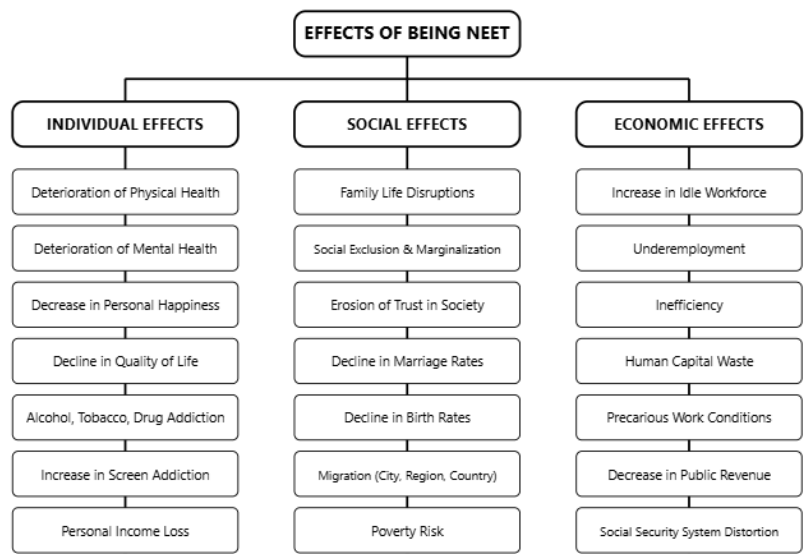 EFFECTS OF BEING NEET
INDIVIDUAL EFFECTS
Deterioration of Physical Health
Deterioration of Mental Health
Decrease in Personal Happiness
Decline in Quality of Life
Alcohol, Tobacco, Drug Addiction
Increase in Screen Addiction
Personal Income Loss
SOCIAL EFFECTS
Family Life Disruptions
Social Exclusion & Marginalization
Erosion of Trust in Society
Decline in Marriage Rates
Decline in Birth Rates
Migration (City, Region, Country)
Poverty Risk
ECONOMIC EFFECTS
Increase in Idle Workforce
Underemployment
Inefficiency
Human Capital Waste
Precarious Work Conditions
Decrease in Public Revenue
Social Security System Distortion